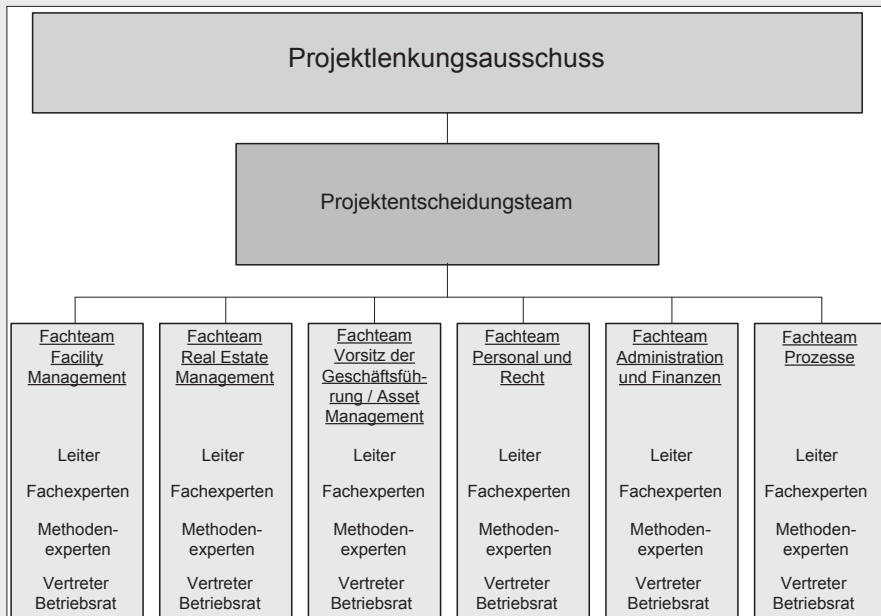 Projektlenkungsausschuss
Projektentscheidungsteam
Fachteam
Facility
Management
Leiter
Fachexperten
Methoden-
experten
Vertreter
Betriebsrat
Fachteam
Real Estate
Management
Leiter
Fachexperten
Methoden-
experten
Vertreter
Betriebsrat
Fachteam
Vorsitz der
Geschäftsfüh-
rung / Asset
Management
Leiter
Fachexperten
Methoden-
experten
Vertreter
Betriebsrat
Fachteam
Personal und
Recht
Leiter
Fachexperten
Methoden-
experten
Vertreter
Betriebsrat
Fachteam
Administration
und Finanzen
Leiter
Fachexperten
Methoden-
experten
Vertreter
Betriebsrat
Fachteam
Prozesse
Leiter
Fachexperten
Methoden-
experten
Vertreter
Betriebsrat